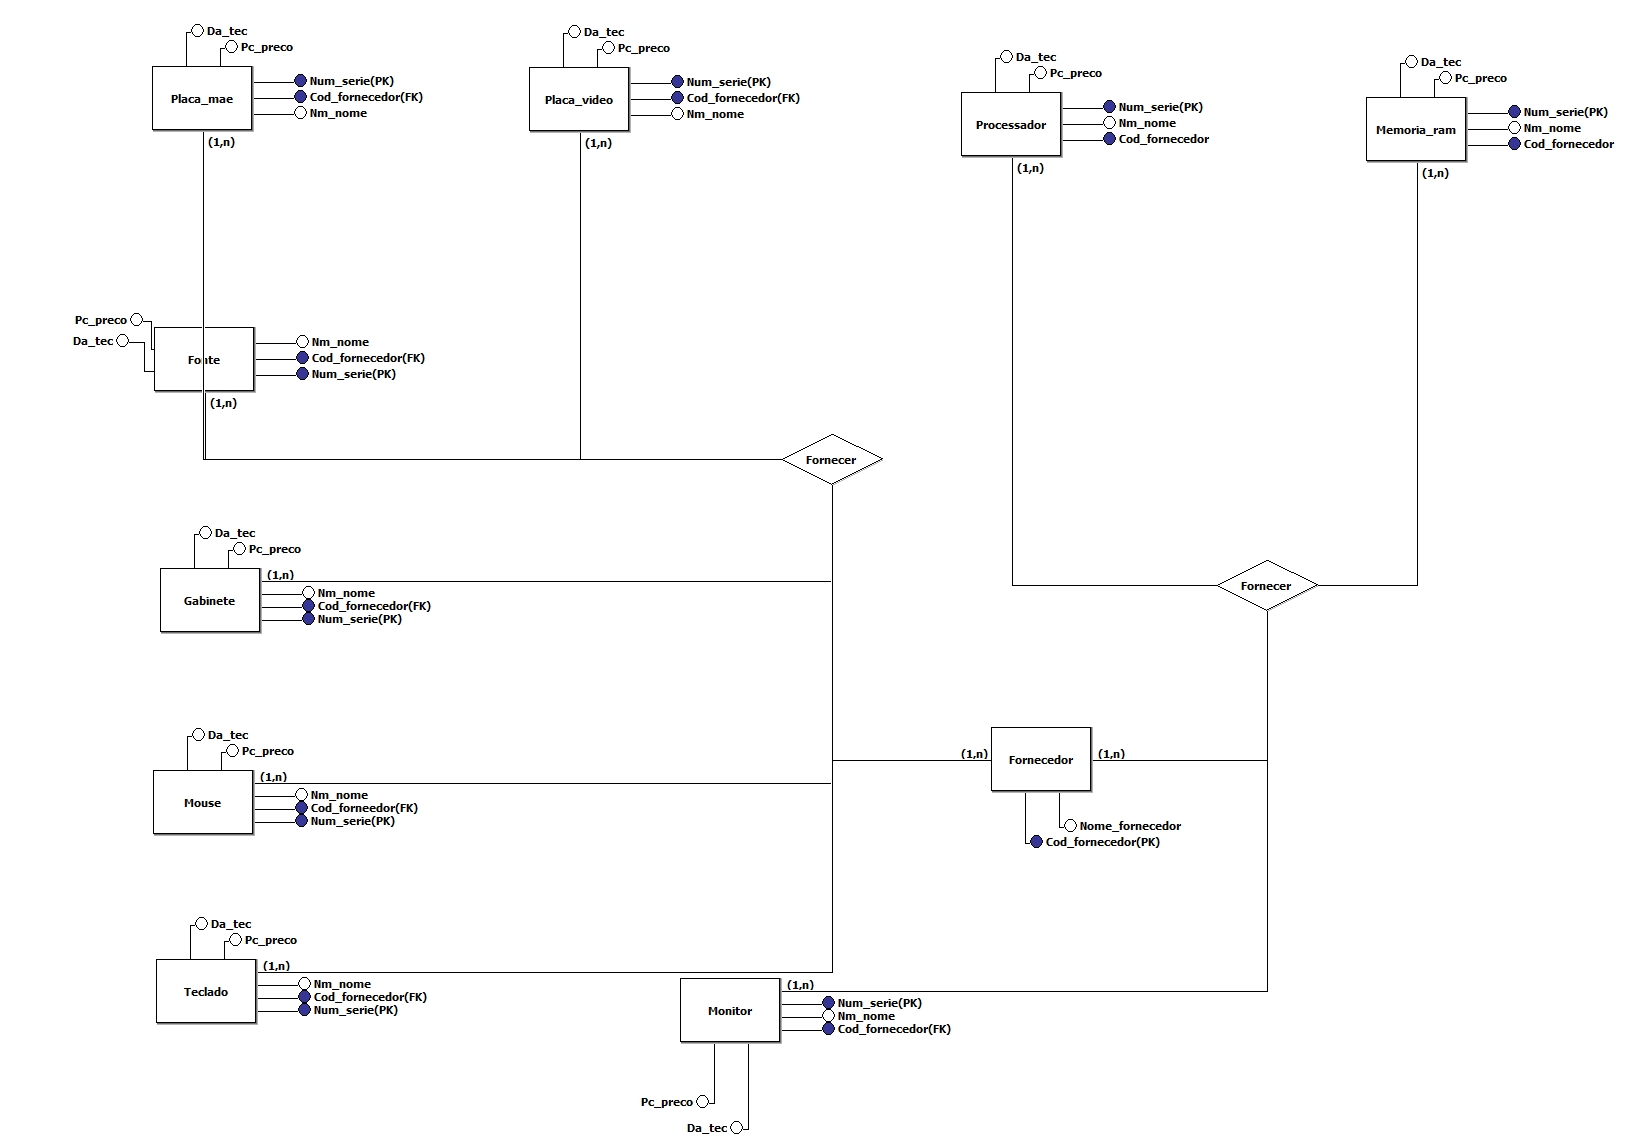 Da_tec
Pc_preco
Placa_mae
Num_serie(PK)
Cod_fornecedor(FK)
Nm_nome
(1,n)
Da_tec
Pc_preco
Placa_video
Num_serie(PK)
Cod_fornecedor(FK)
Nm_nome
(1,n)
Da_tec
Pc_preco
Processador
Num_serie(PK)
Nm_nome
Cod_fornecedor
(1,n)
Da_tec
Pc_preco
Memoria_ram
Num_serie(PK)
Nm_nome
Cod_fornecedor
(1,n)
Pc_preco
Da_tec
Fonte
Nm_nome
Cod_fornecedor(FK)
Num_serie(PK)
(1,n)
Fornecer
Da_tec
Pc_preco
Gabinete
(1,n)
Nm_nome
Cod_fornecedor(FK)
Num_serie(PK)
Fornecer
Da_tec
Pc_preco
Mouse
(1,n)
Nm_nome
Cod_forneedor(FK)
Num_serie(PK)
(1,n)
Fornecedor
(1,n)
Nome_fornecedor
Cod_fornecedor(PK)
Da_tec
Pc_preco
Teclado
(1,n)
Nm_nome
Cod_fornecedor(FK)
Num_serie(PK)
Monitor
(1,n)
Num_serie(PK)
Nm_nome
Cod_fornecedor(FK)
Pc_preco
Da_tec